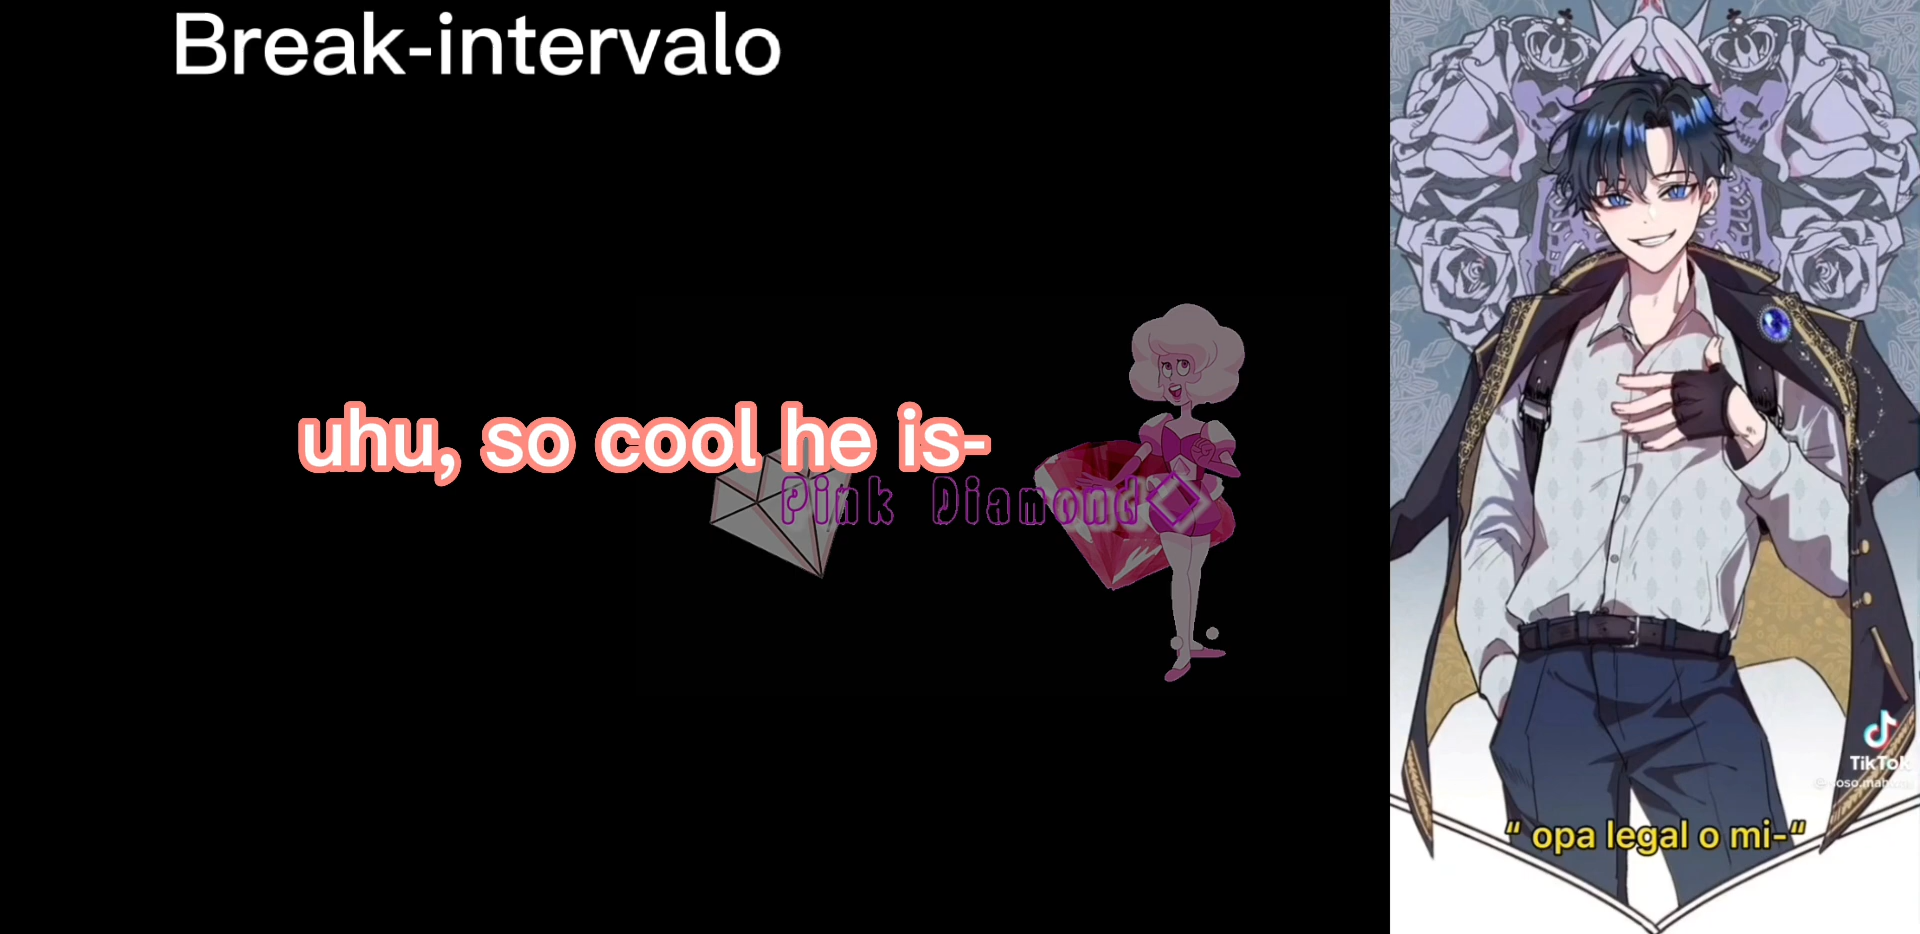 Break-intervalo
uhu, so cool he is-
Pink Diamond
TikTok
“ opa legal o mi-“